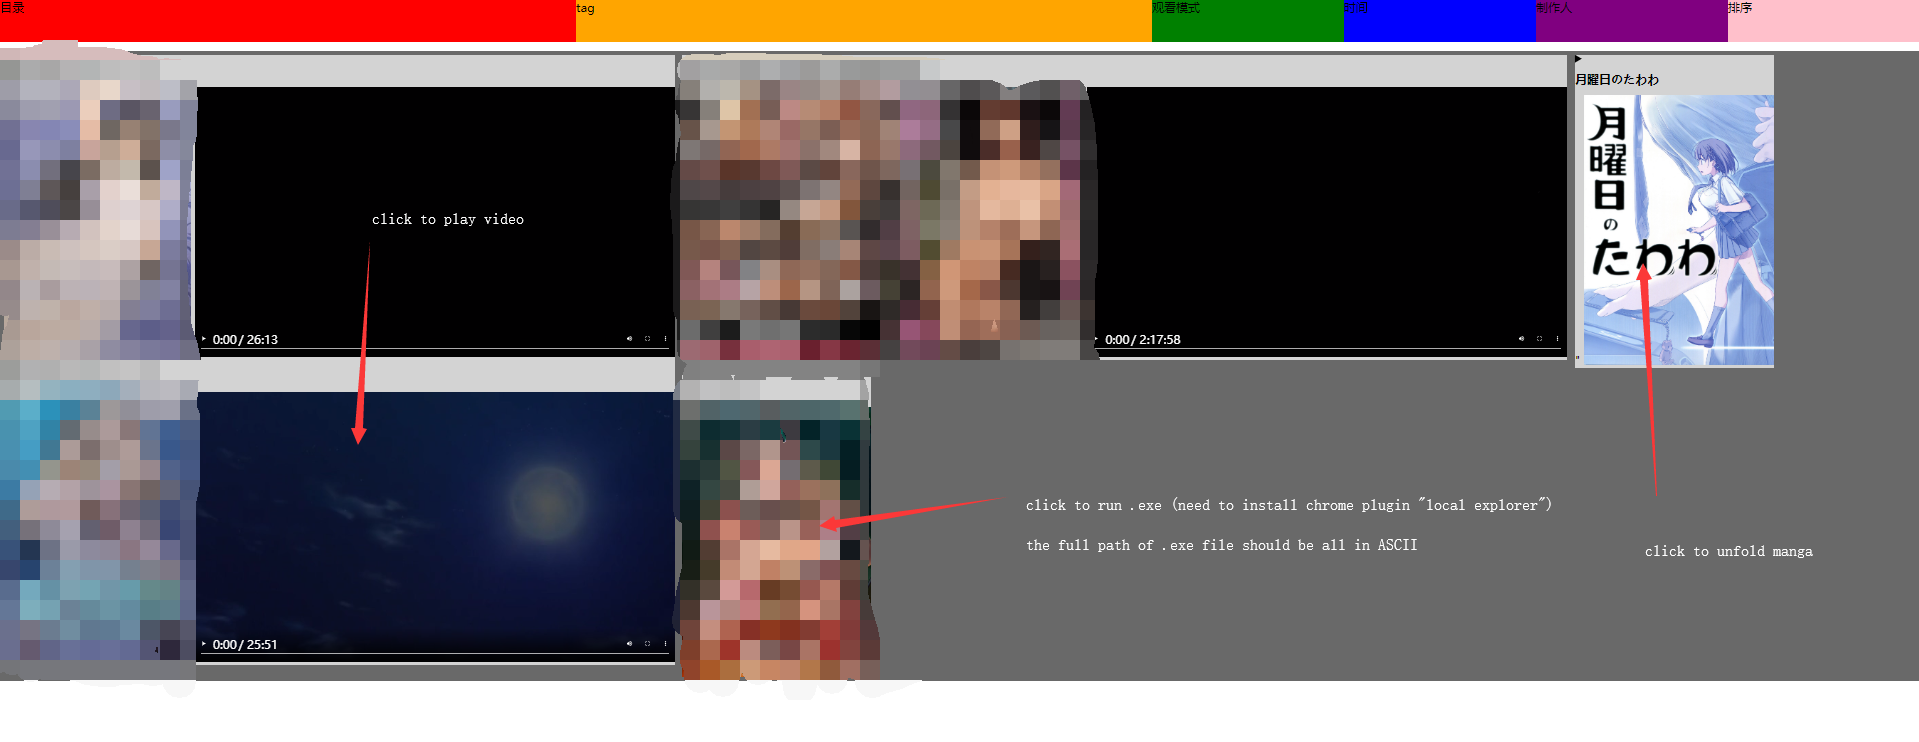 目录
tag
观看模式
时间
制作人
排序
月曜日のたわわ
月曜日のたわわ
click to play video
0:00 / 26:13
0:00 / 2:17:58
0:00 / 25:51
click to run .exe (need to install chrome plugin "local explorer")
the full path of .exe file should be all in ASCII
click to unfold manga